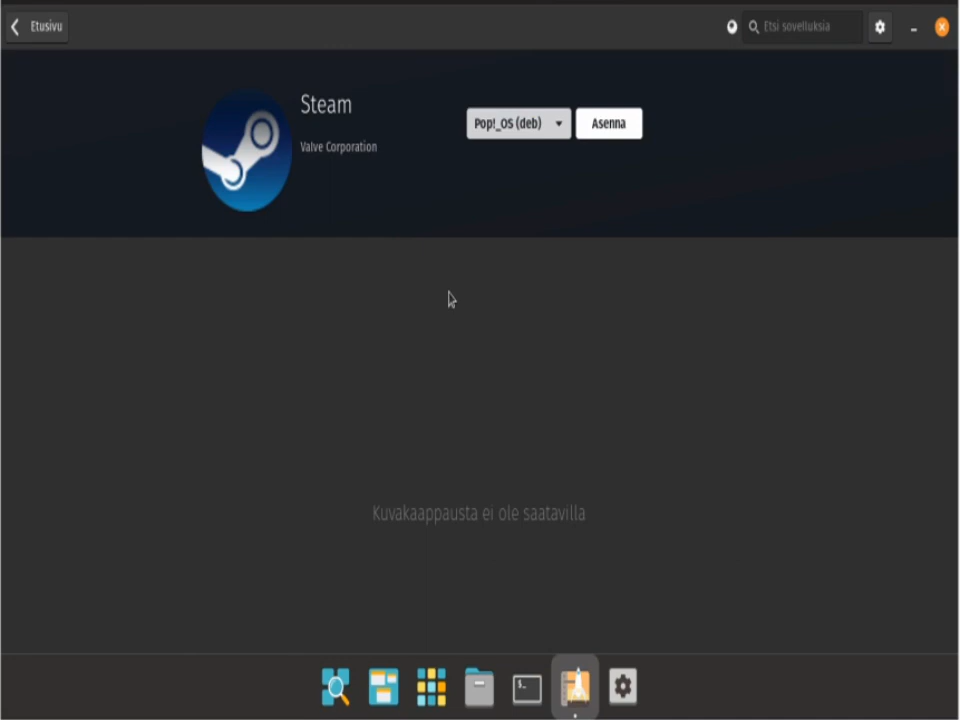 Etusivu
Etsi sovelluksia
Steam
Valve Corporation
Pop!_OS (deb)
Asenna
Kuvakaappausta ei ole saatavilla
$_